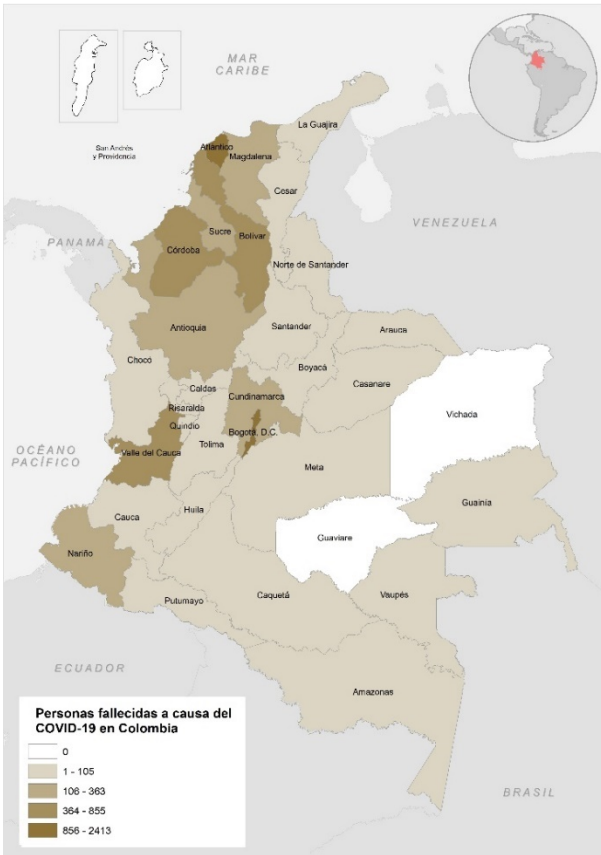 MAR
CARIBE
San Andrés
y Providencia
La Guajira
Atlántico
Magdalena
Cesar
VENEZUELA
PANAMÁ
Sucre
Bolívar
Córdoba
Norte de Santander
Antioquia
Santander
Arauca
Chocó
Boyacá
Casanare
Caldas
Cundinamarca
Vichada
Risaralda
Quindío
Bogotá, D.C.
OCÉANO
PACÍFICO
Valle del Cauca
Tolima
Meta
Guainía
Cauca
Huila
Guaviare
Nariño
Caquetá
Vaupés
Putumayo
ECUADOR
Amazonas
Personas fallecidas a causa del
COVID-19 en Colombia
0
1 - 105
106 - 363
364 - 855
856 - 2413
BRASIL